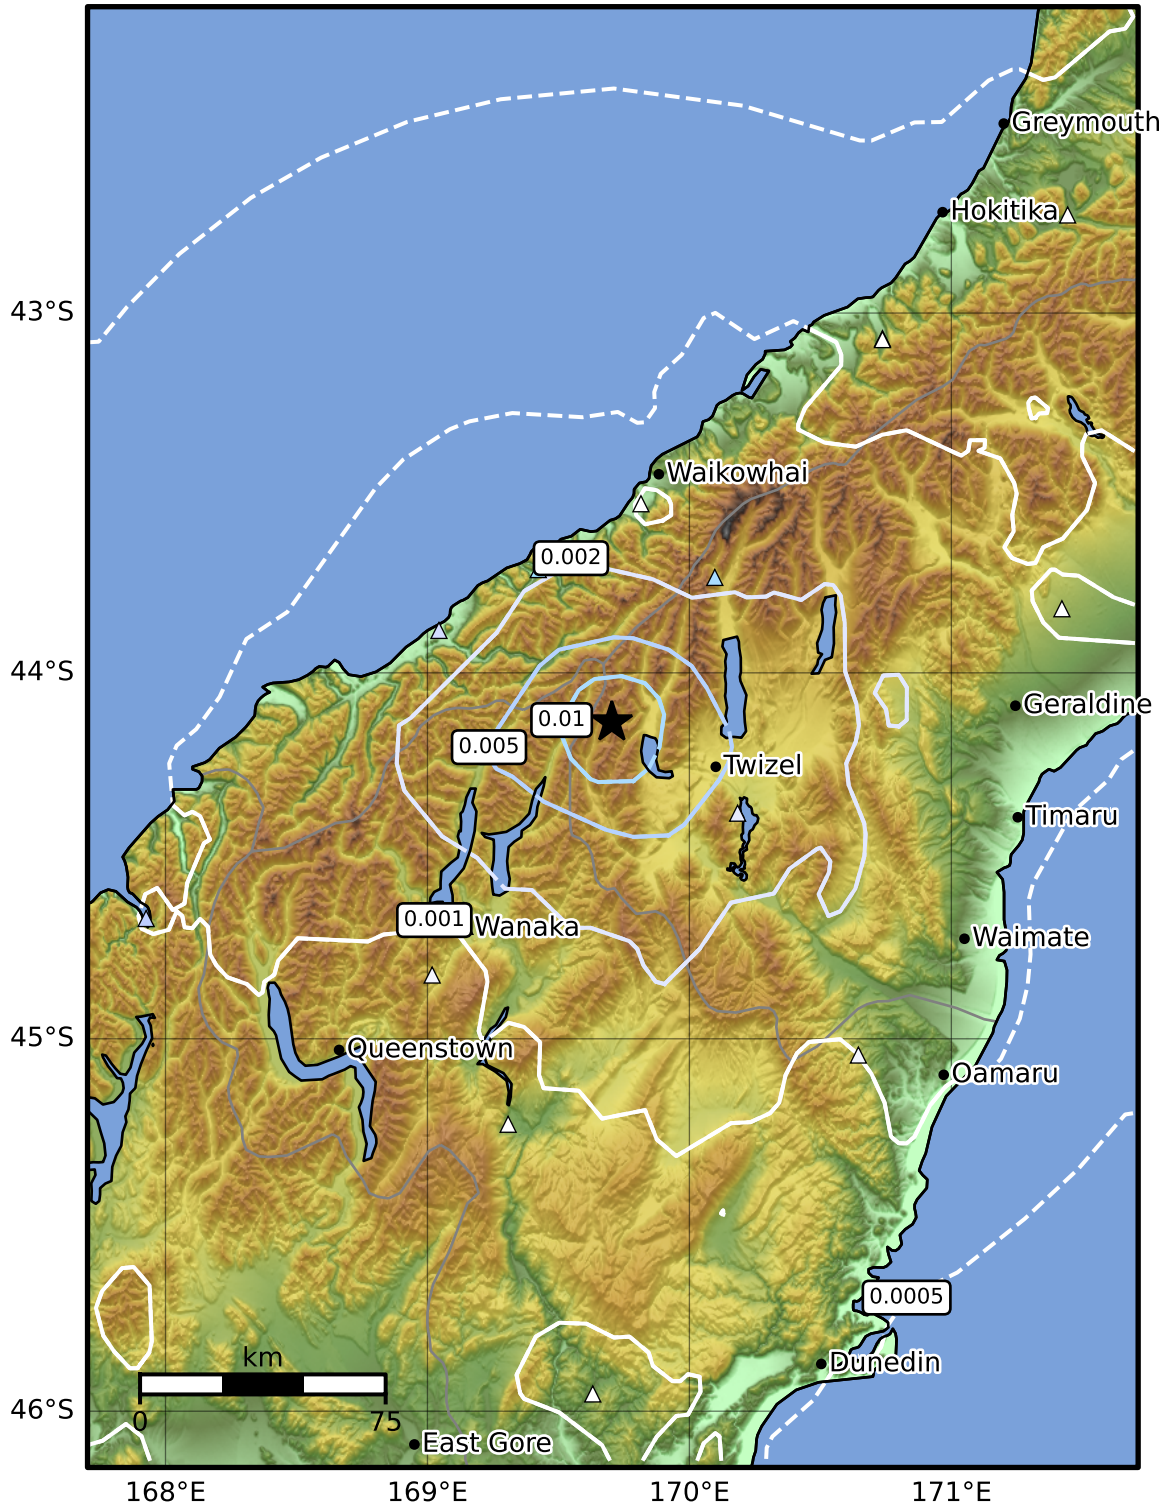 Greymouth
Hokitika
43°S
Waikowhai
0.002
44°S
Geraldine
0.01
0.005
Twizel
Timaru
0.001
Wanaka
Waimate
45°S
Queenstown
Oamaru
0.0005
km
Dunedin
46°S
0
75
East Gore
168°E
169°E
170°E
171°E